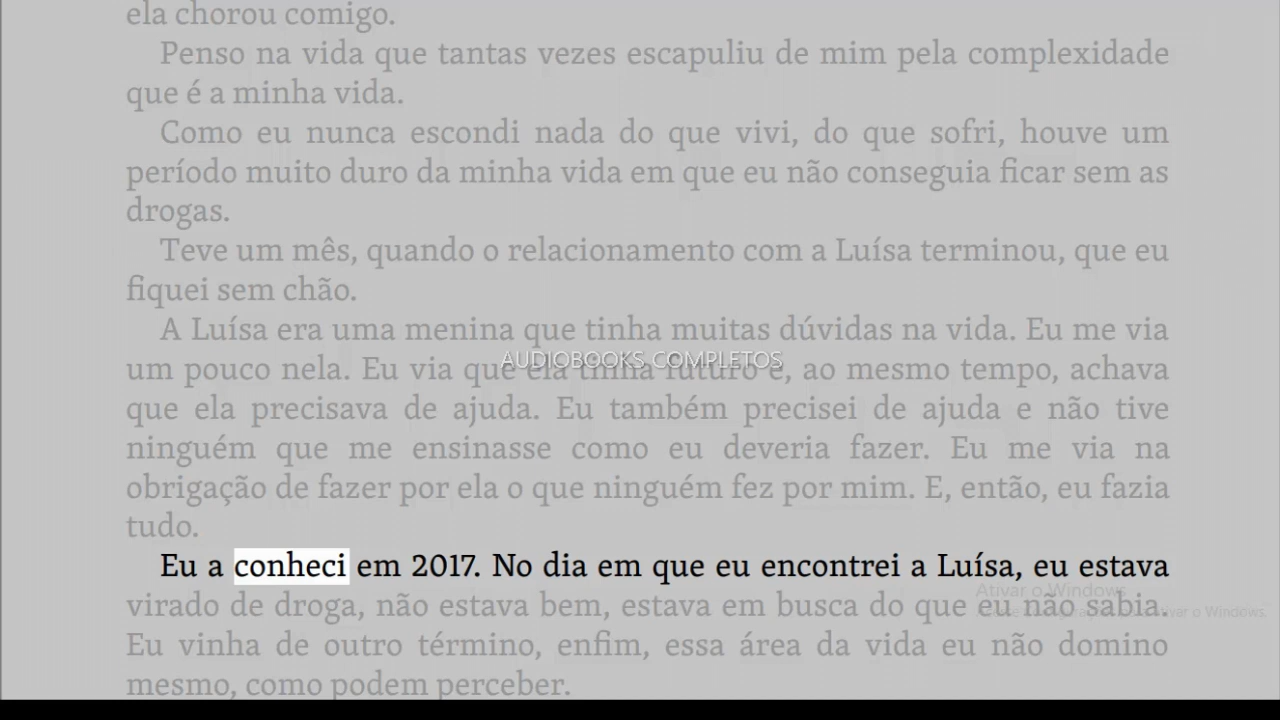 ela chorou comigo.
Penso na vida que tantas vezes escapuliu de mim pela complexidade
que é a minha vida.
Como eu nunca escondi nada do que vivi, do que sofri, houve um
período muito duro da minha vida em que eu não conseguia ficar sem as
drogas.
Teve um mês, quando o relacionamento com a Luísa terminou, que eu
fiquei sem chão.
A Luísa era uma menina que tinha muitas dúvidas na vida. Eu me via
AUDIOBOOKS COMPLETOS
um pouco nela. Eu via que ela tinha futuro e, ao mesmo tempo, achava
que ela precisava de ajuda. Eu também precisei de ajuda e não tive
ninguém que me ensinasse como eu deveria fazer. Eu me via na
obrigação de fazer por ela o que ninguém fez por mim. E, então, eu fazia
tudo.
Eu a conheci em 2017. No dia em que eu encontrei a Luísa, eu estava
Ativar o Windows
virado de droga, não estava bem, estava em busca do que eu não sabia.
ativar o Windows.
Eu vinha de outro término, enfim, essa área da vida eu não domino
mesmo, como podem perceber.